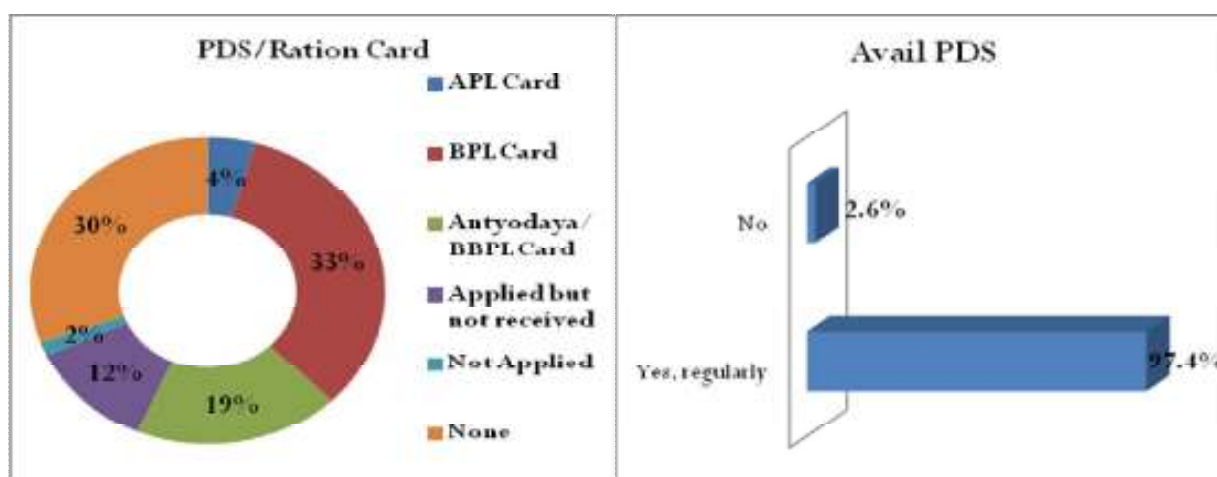 PDS/Ration Card
APL Card
BPL Card
Antyodaya/
BBPL Card
Applied but
not received
Not Applied
None
4%
33%
19%
12%
2%
30%
Avail PDS
No
2.6%
Yes, regularly
97.4%